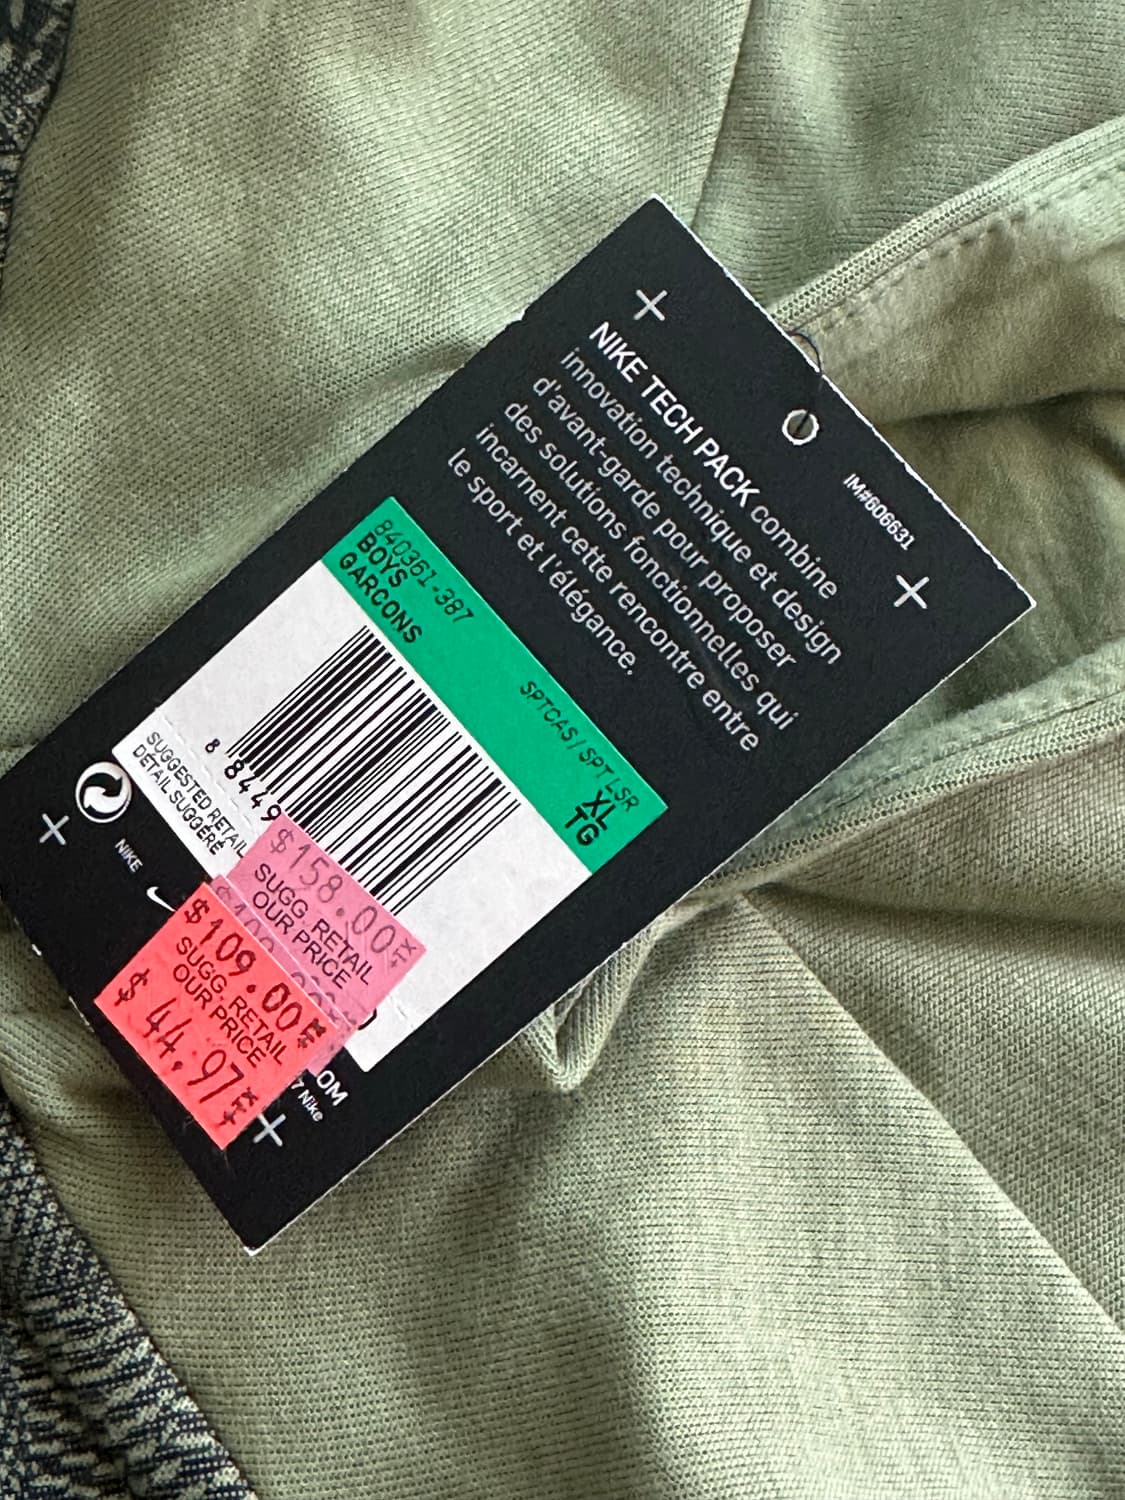 IM#606631
NIKE TECH PACK combine
innovation technique et design
d'avant-garde pour proposer
des solutions fonctionnelles qui
incarnent cette rencontre entre
le sport et l'élégance.
840361-387
BOYS
GARCONS
SPTCAS / SPT LSR
XL
TG
8 8449
SUGGESTED RETAIL
DÉTAIL SUGGÉRÉ
$158.00
SUGG. RETAIL
OUR PRICE
NIKE
$109.00
SUGG. RETAIL
OUR PRICE
$ 44.97
OM
7 Nike